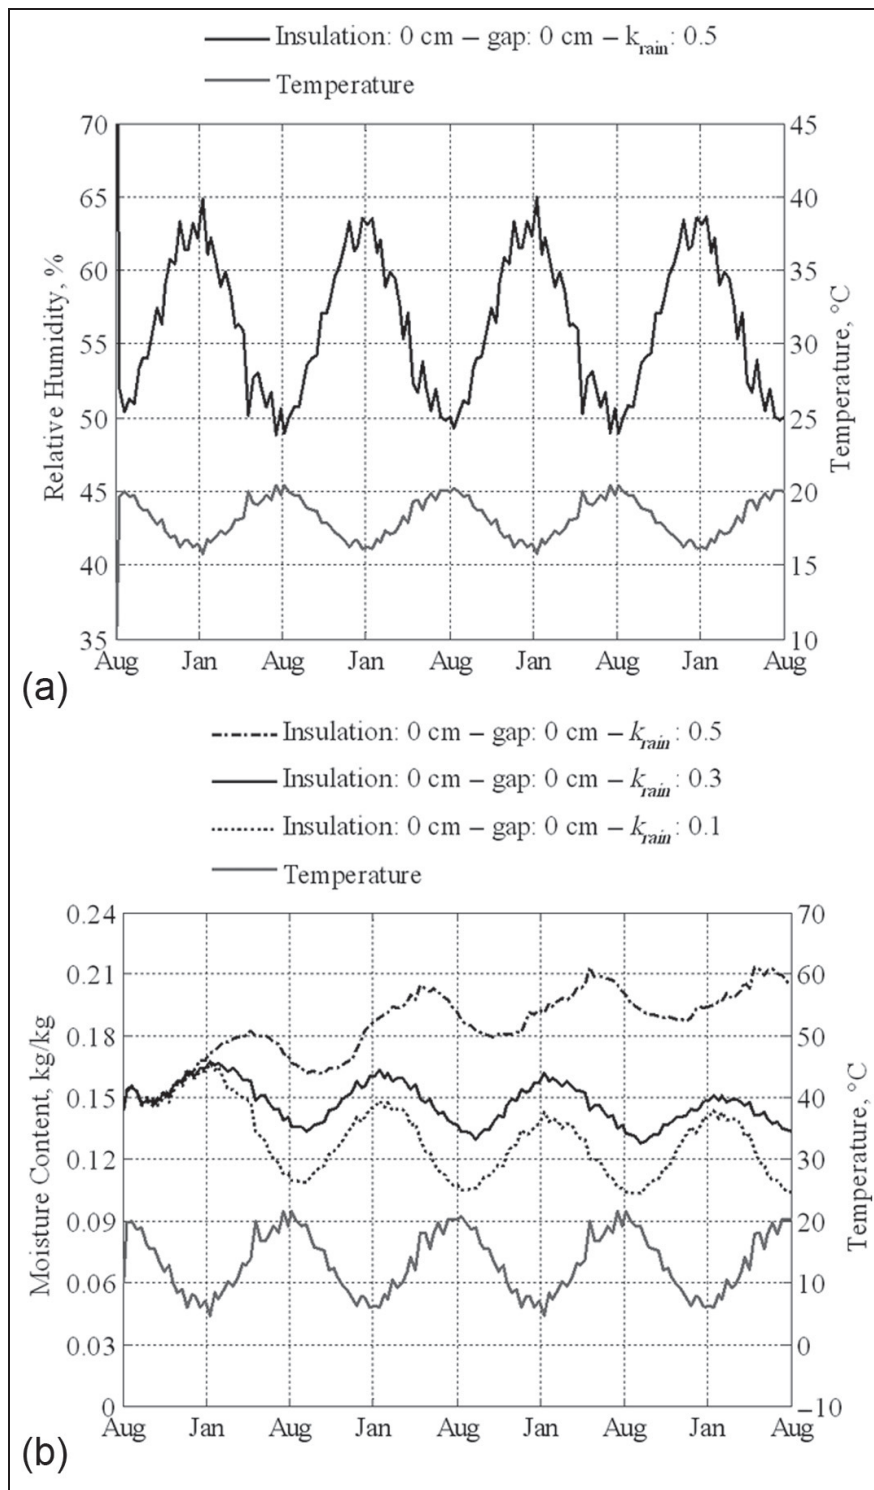 Insulation: 0 cm – gap: 0 cm – k rain: 0.5
Temperature
70
65
60
55
50
45
40
35
Relative Humidity, %
45
40
35
30
25
20
15
10
Temperature, °C
Aug Jan Aug Jan Aug Jan Aug Jan Aug
(a)
Insulation: 0 cm – gap: 0 cm – k rain: 0.5
Insulation: 0 cm – gap: 0 cm – k rain: 0.3
Insulation: 0 cm – gap: 0 cm – k rain: 0.1
Temperature
0.24
0.21
0.18
0.15
0.12
0.09
0.06
0.03
0
Moisture Content, kg/kg
70
60
50
40
30
20
10
0
–10
Temperature, °C
Aug Jan Aug Jan Aug Jan Aug Jan Aug
(b)